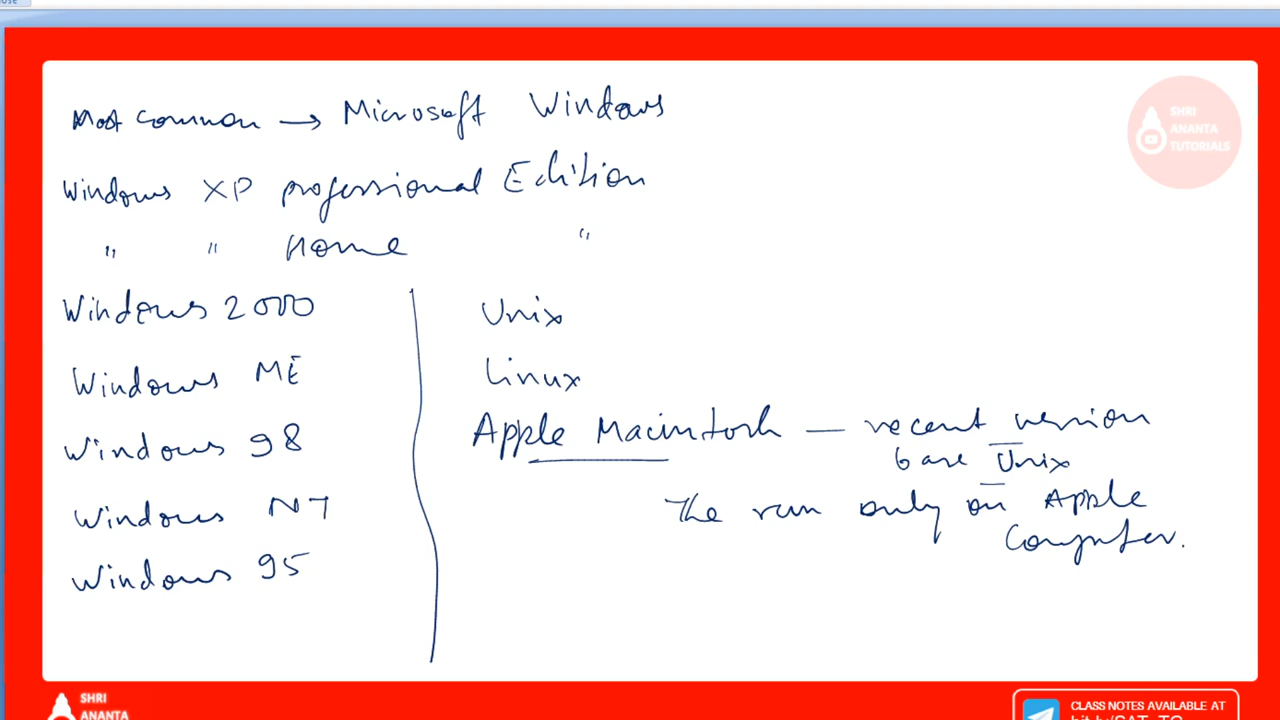 ose
SHRI
ANANTA
TUTORIALS
Most common → Microsoft Windows
Windows XP professional Edition
" " Home "
Windows 2000
Windows ME
Windows 98
Windows NT
Windows 95
Unix
Linux
Apple Macintosh — recent version
base Unix
The run only on Apple
Computer.
SHRI
ANANTA
CLASS NOTES AVAILABLE AT